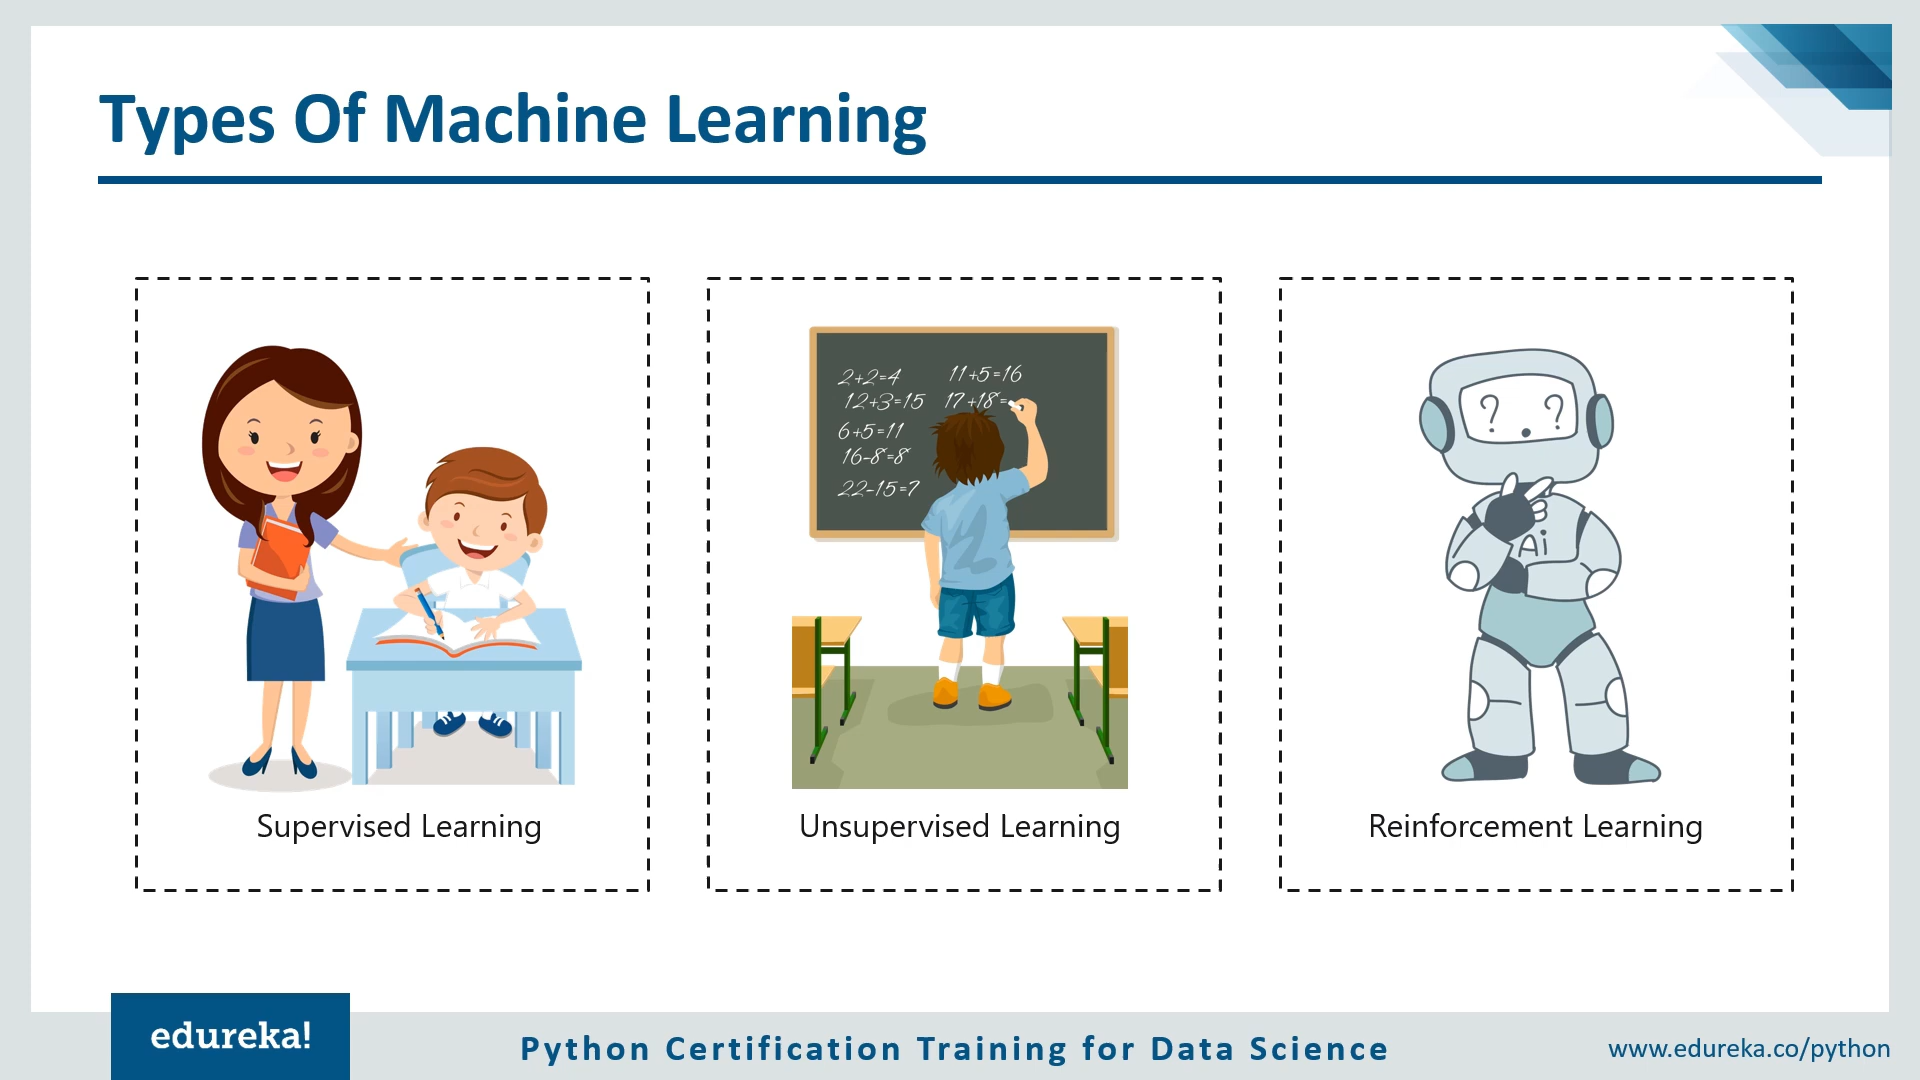 Types Of Machine Learning
2+2=4
12+3=15
6+5=11
16-8=8
22-15=7
11+5=16
17+18=
? ?
Ai
Supervised Learning
Unsupervised Learning
Reinforcement Learning
edureka!
Python Certification Training for Data Science
www.edureka.co/python